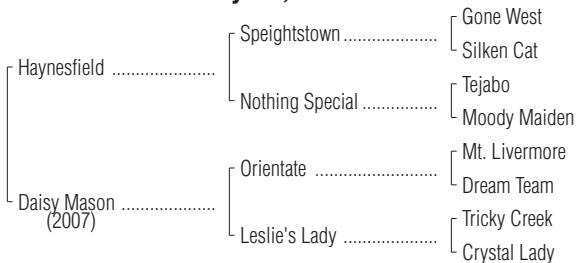 Gone West
Speightstown
Silken Cat
Haynesfield
Tejabo
Nothing Special
Moody Maiden
Mt. Livermore
Orientate
Dream Team
Daisy Mason
(2007)
Tricky Creek
Leslie's Lady
Crystal Lady